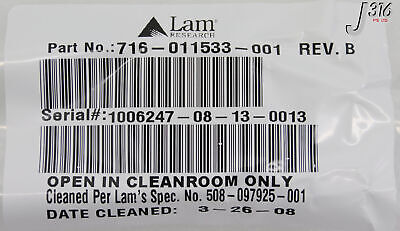 Lam
RESEARCH
J316
Part No.:716-011533-001 REV. B
Serial#:1006247-08-13-0013
OPEN IN CLEANROOM ONLY
Cleaned Per Lam's Spec. No. 508-097925-001
DATE CLEANED: 3-26-08